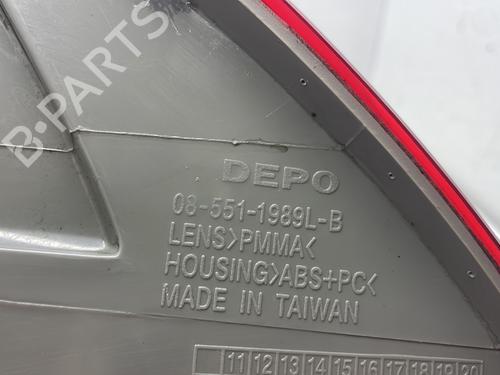 B-PARTS
DEPO
08-551-1989L-B
LENS>PMMA<
HOUSING>ABS+PC<
MADE IN TAIWAN
11 12 13 14 15 16 17 18 19 20